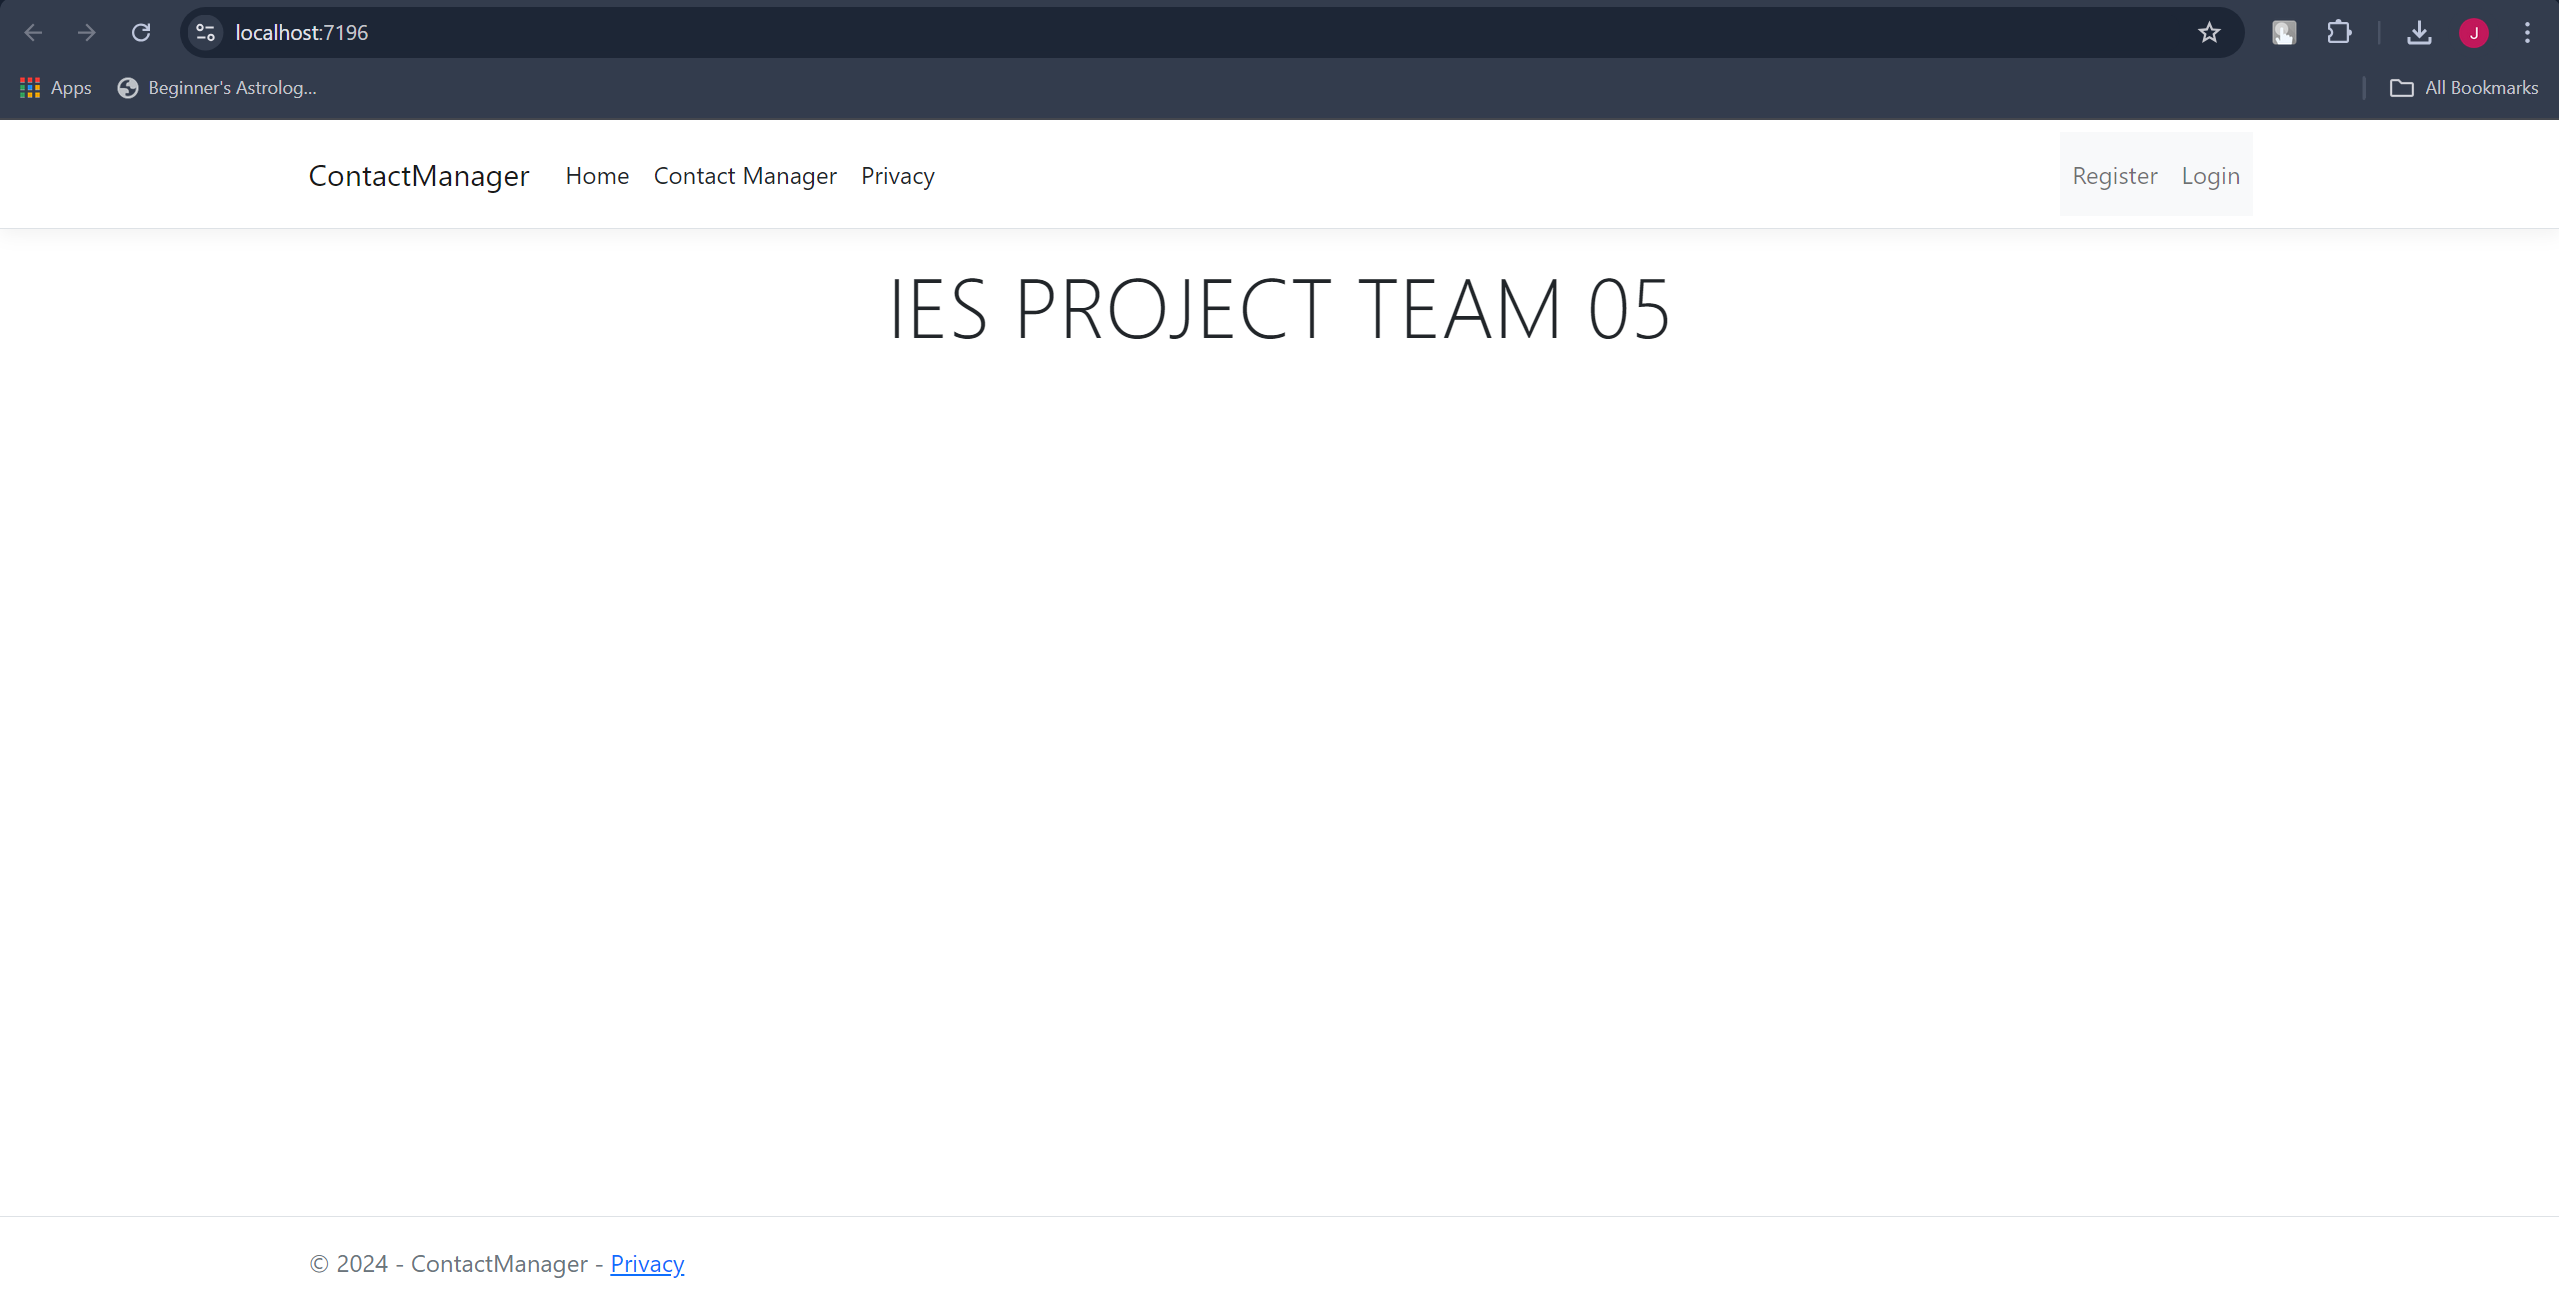 localhost:7196
J
Apps
Beginner's Astrolog...
All Bookmarks
ContactManager Home Contact Manager Privacy Register Login
IES PROJECT TEAM 05
© 2024 - ContactManager - Privacy